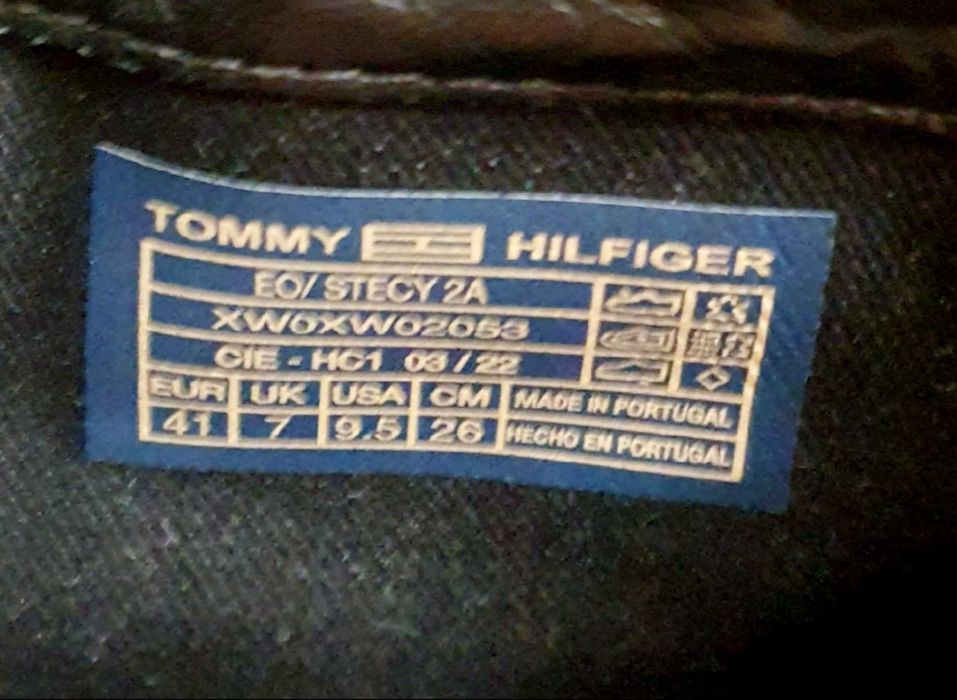 TOMMY HILFIGER
EO/ STECY 2A
XW0XW02053
CIE - HC1 03 / 22
EUR UK USA CM MADE IN PORTUGAL
41 7 9.5 26 HECHO EN PORTUGAL